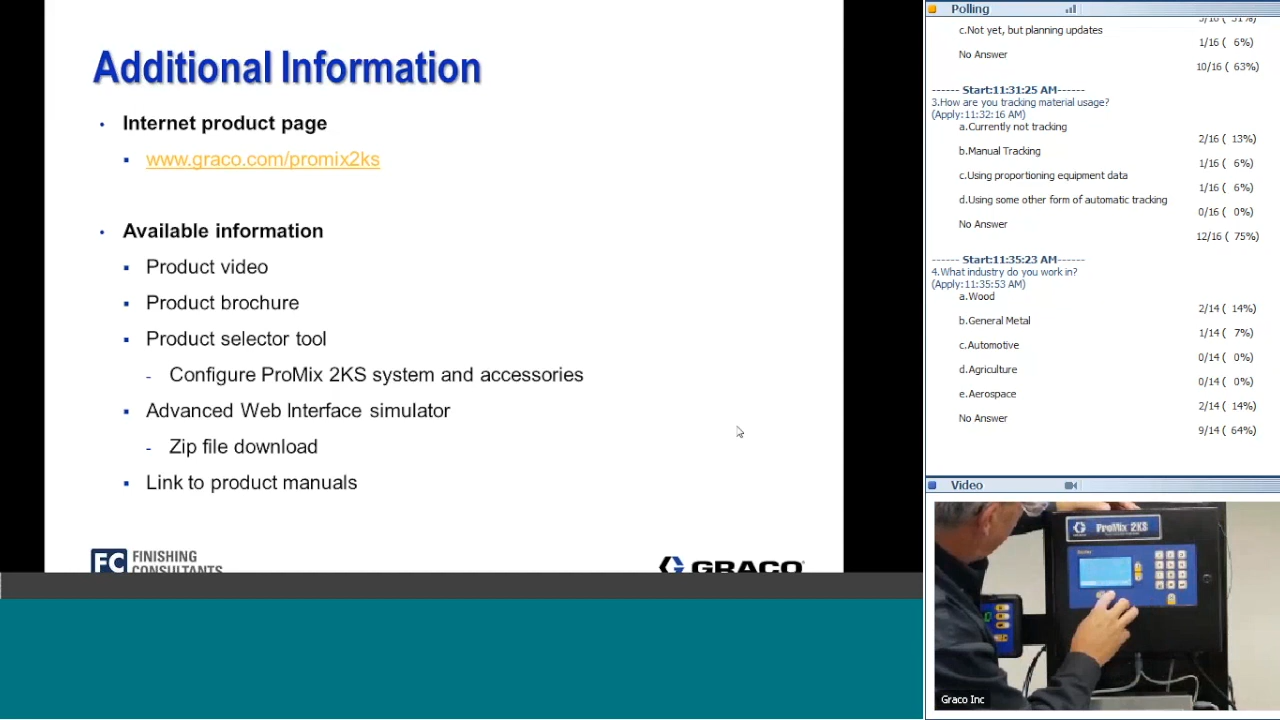 Additional Information
• Internet product page
▪ www.graco.com/promix2ks
• Available information
▪ Product video
▪ Product brochure
▪ Product selector tool
- Configure ProMix 2KS system and accessories
▪ Advanced Web Interface simulator
- Zip file download
▪ Link to product manuals
FC FINISHING CONSULTANTS
GRACO
Polling
c.Not yet, but planning updates
1/16 ( 6%)
No Answer
10/16 ( 63%)
------ Start:11:31:25 AM------
3.How are you tracking material usage?
(Apply:11:32:16 AM)
a.Currently not tracking
2/16 ( 13%)
b.Manual Tracking
1/16 ( 6%)
c.Using proportioning equipment data
1/16 ( 6%)
d.Using some other form of automatic tracking
0/16 ( 0%)
No Answer
12/16 ( 75%)
------ Start:11:35:23 AM------
4.What industry do you work in?
(Apply:11:35:53 AM)
a.Wood
2/14 ( 14%)
b.General Metal
1/14 ( 7%)
c.Automotive
0/14 ( 0%)
d.Agriculture
0/14 ( 0%)
e.Aerospace
2/14 ( 14%)
No Answer
9/14 ( 64%)
Video
ProMix 2KS
Graco Inc